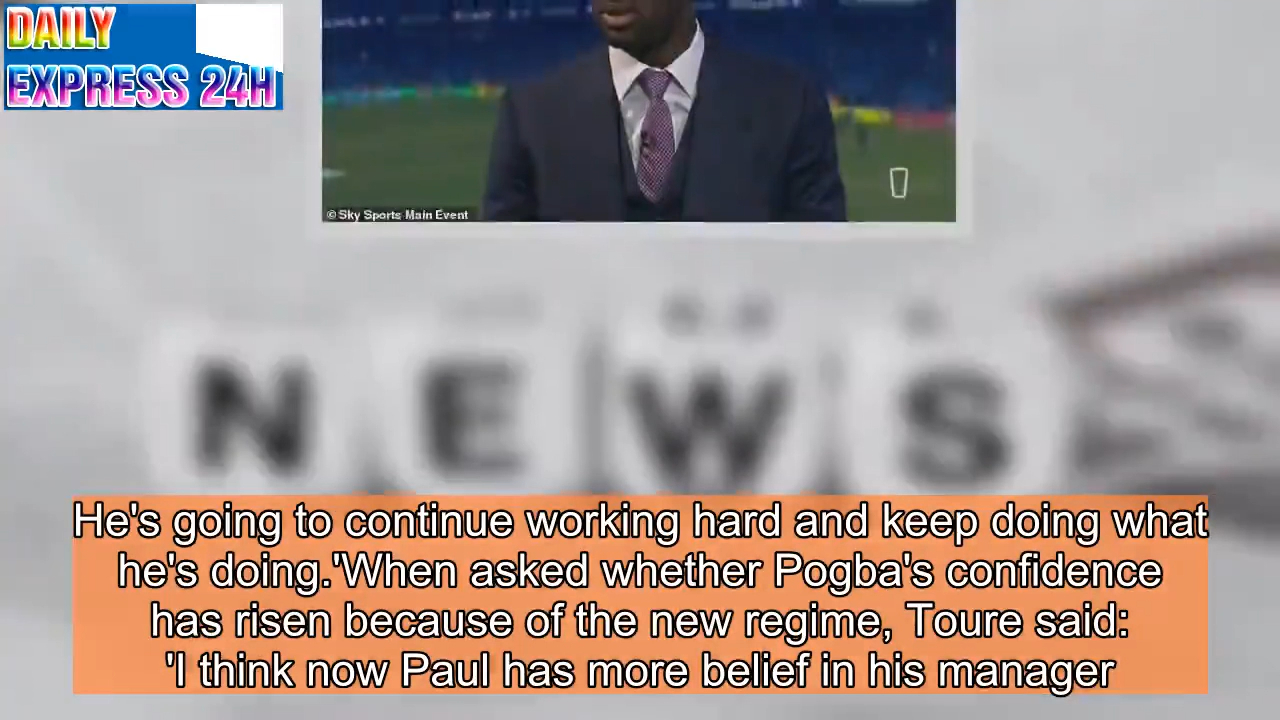 DAILY
EXPRESS 24H
© Sky Sports Main Event
NEWS
He's going to continue working hard and keep doing what
he's doing.'When asked whether Pogba's confidence
has risen because of the new regime, Toure said:
'I think now Paul has more belief in his manager